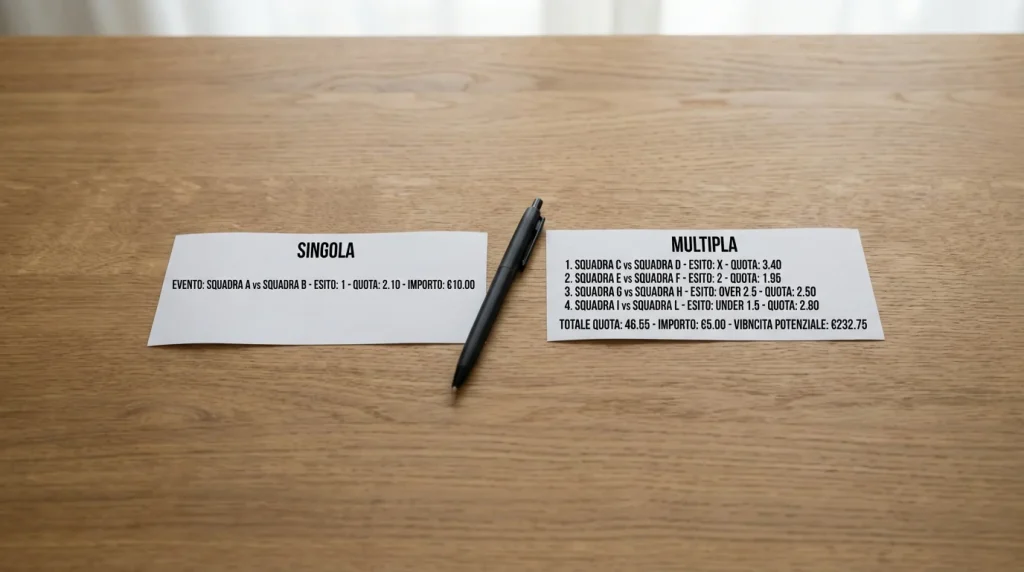 SINGOLA
EVENTO: SQUADRA A vs SQUADRA B - ESITO: 1 - QUOTA: 2.10 - IMPORTO: €10.00
MULTIPLA
1. SQUADRA C vs SQUADRA D - ESITO: X - QUOTA: 3.40
2. SQUADRA E vs SQUADRA F - ESITO: 2 - QUOTA: 1.95
3. SQUADRA G vs SQUADRA H - ESITO: OVER 2.5 - QUOTA: 2.50
4. SQUADRA I vs SQUADRA L - ESITO: UNDER 1.5 - QUOTA: 2.80
TOTALE QUOTA: 46.55 - IMPORTO: €5.00 - VIBNCITA POTENZIALE: €232.75